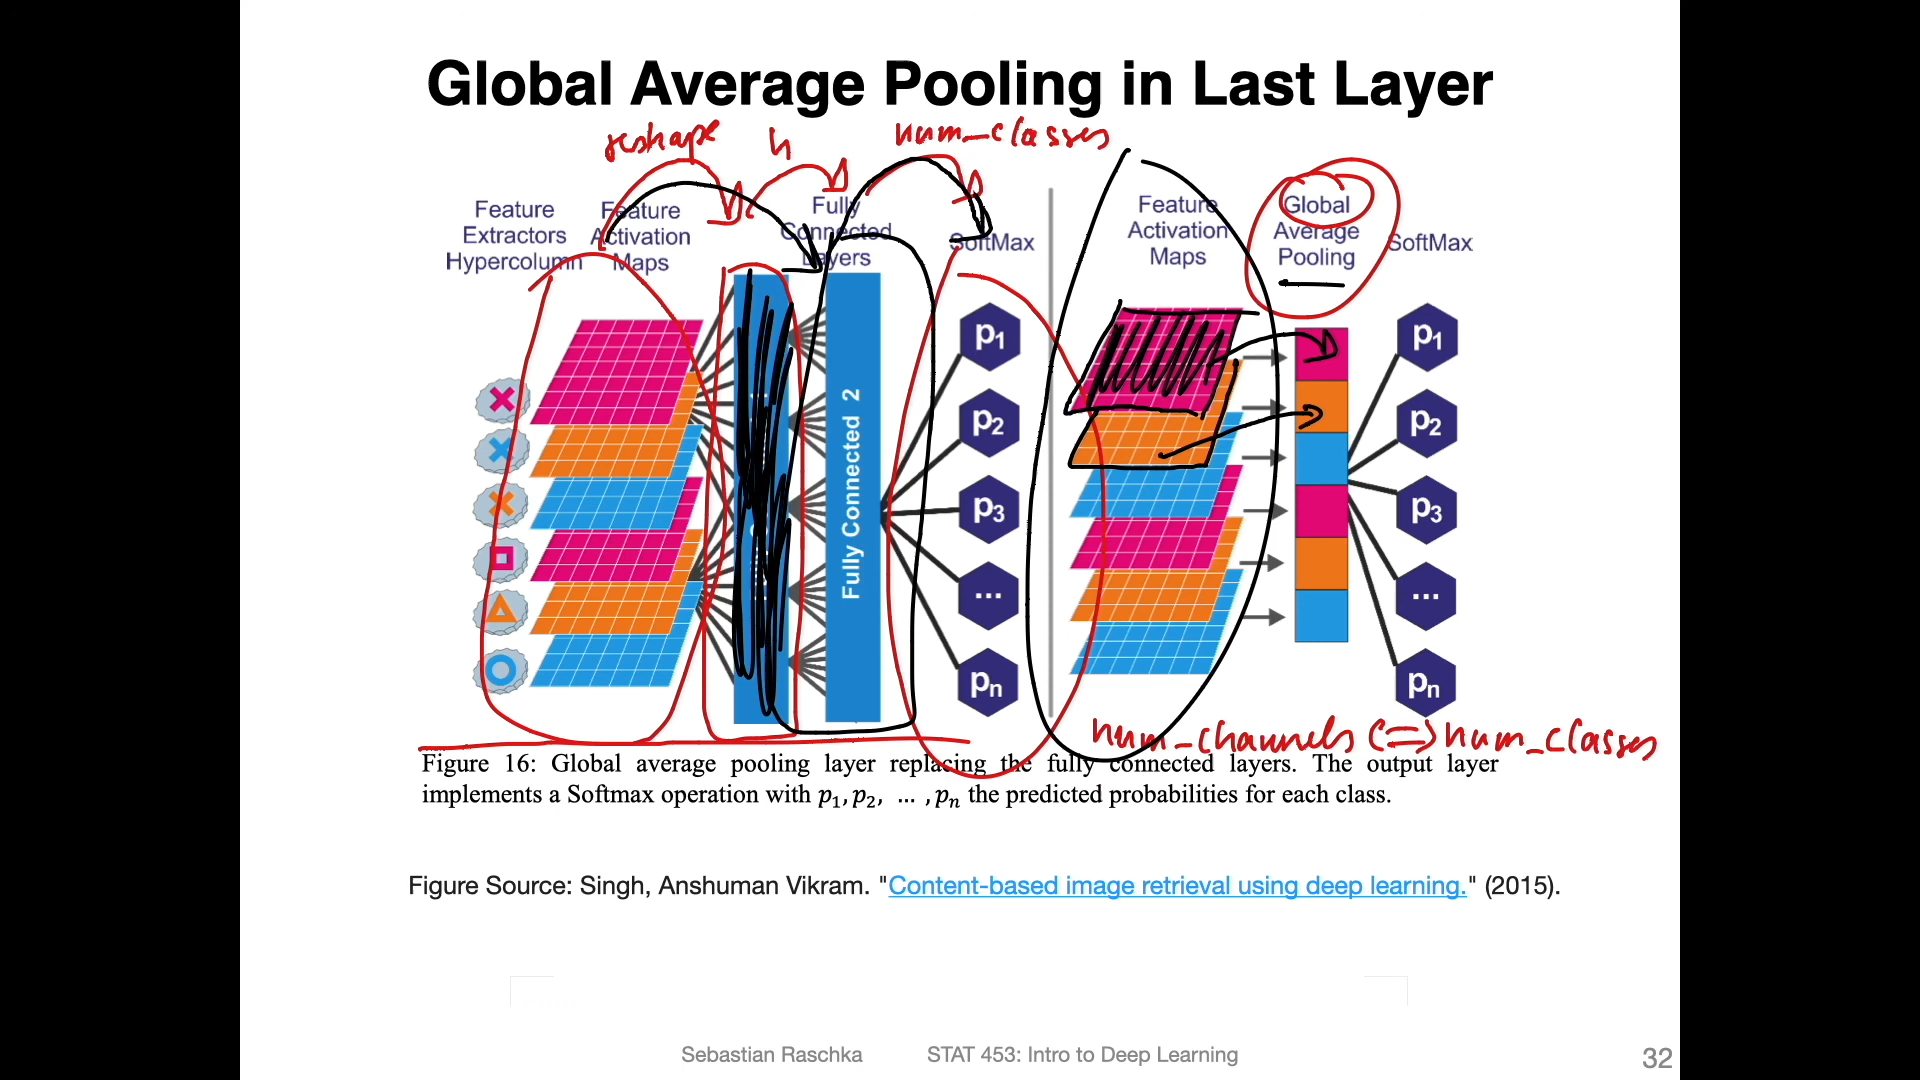 Global Average Pooling in Last Layer
reshape
h
num_classes
Feature
Extractors
Hypercolumn
Feature
Activation
Maps
Fully
Connected
Layers
SoftMax
Feature
Activation
Maps
Global
Average
Pooling
SoftMax
Fully Connected 2
p1
p2
p3
...
pn
p1
p2
p3
...
pn
num_channels <=> num_classes
Figure 16: Global average pooling layer replacing the fully connected layers. The output layer
implements a Softmax operation with p1, p2, ... , pn the predicted probabilities for each class.
Figure Source: Singh, Anshuman Vikram. "Content-based image retrieval using deep learning." (2015).
Sebastian Raschka
STAT 453: Intro to Deep Learning
32